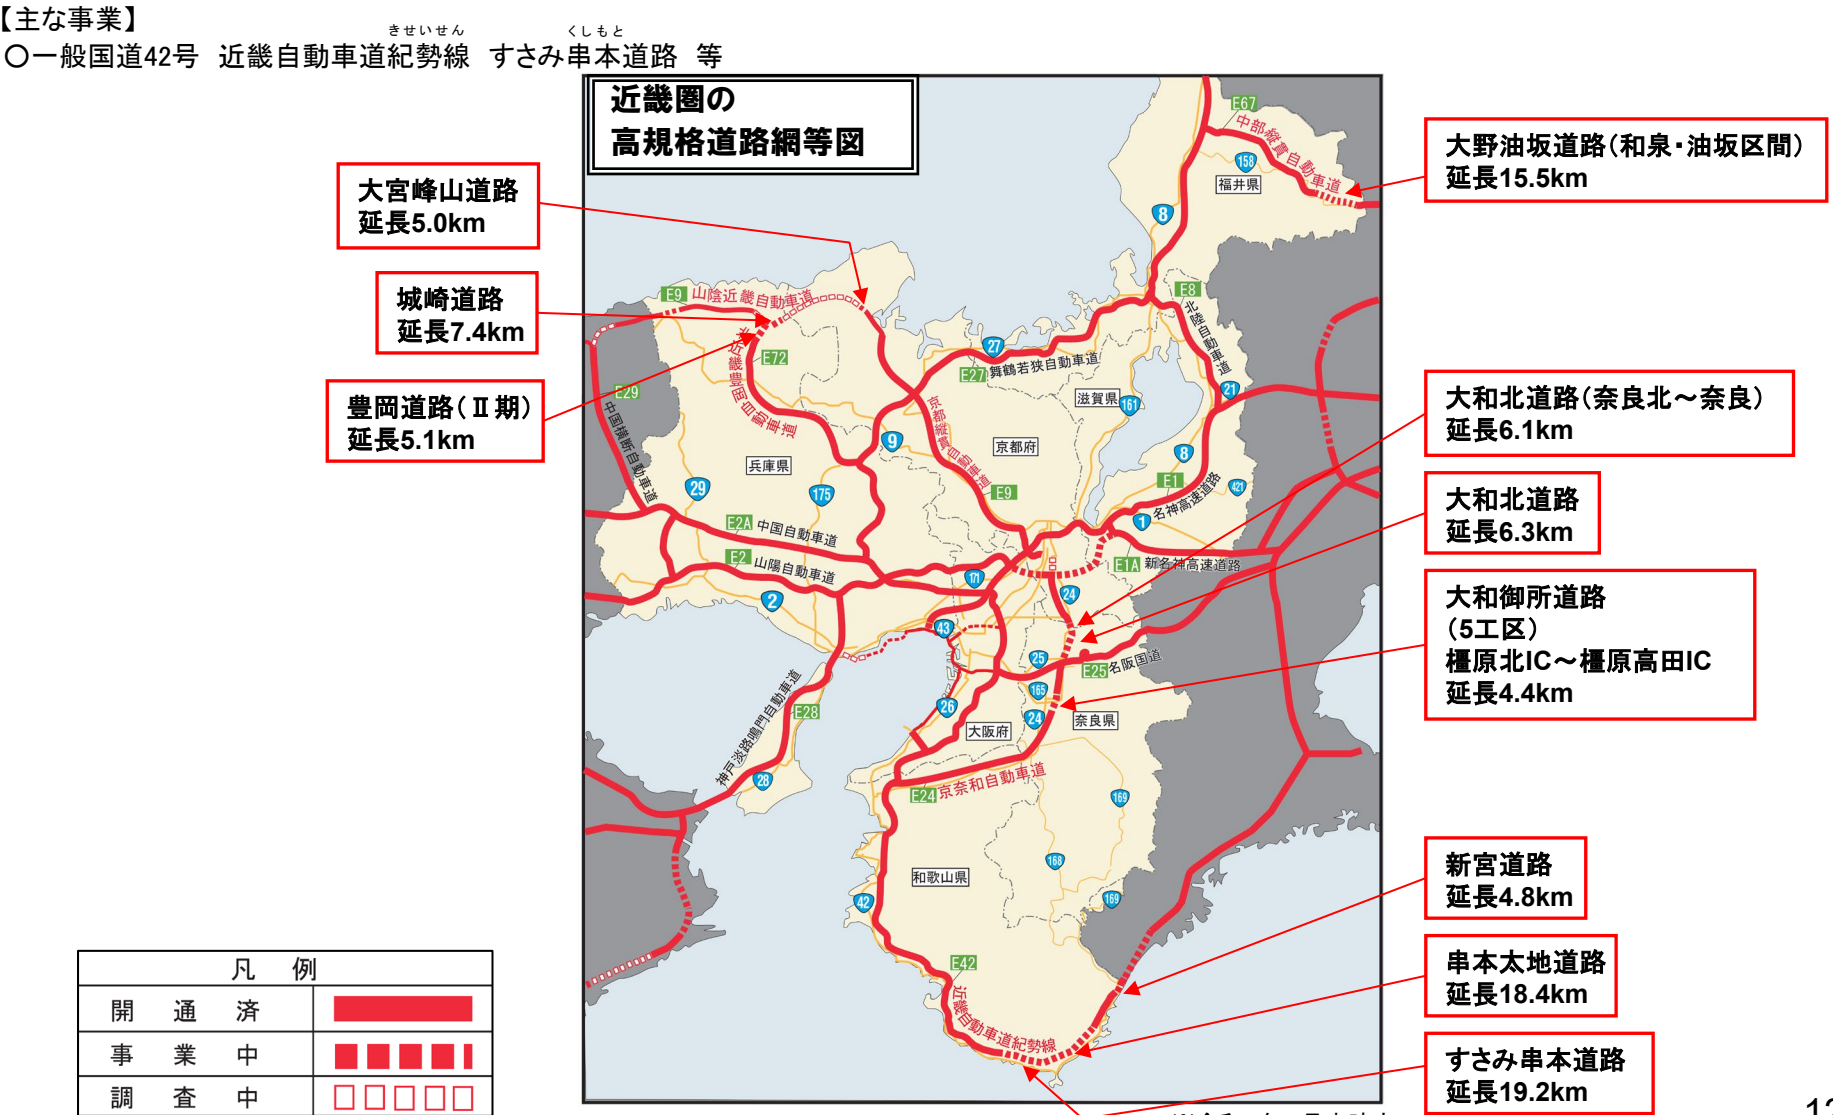 【主な事業】
きせいせん くしもと
〇一般国道42号 近畿自動車道紀勢線 すさみ串本道路 等
近畿圏の
高規格道路網等図
大宮峰山道路
延長5.0km
城崎道路
延長7.4km
豊岡道路(Ⅱ期)
延長5.1km
大野油坂道路(和泉・油坂区間)
延長15.5km
大和北道路(奈良北～奈良)
延長6.1km
大和北道路
延長6.3km
大和御所道路
(5工区)
橿原北IC～橿原高田IC
延長4.4km
新宮道路
延長4.8km
串本太地道路
延長18.4km
すさみ串本道路
延長19.2km
E67
中部縦貫自動車道
158
福井県
8
E9 山陰近畿自動車道
E8
北陸自動車道
27
E27 舞鶴若狭自動車道
E72
北近畿豊岡自動車道
E29
中国横断自動車道
滋賀県
161
21
京都縦貫自動車道
9
京都府
8
兵庫県
E1
名神高速道路
421
29
175
E9
1
E2A 中国自動車道
E2 山陽自動車道
E1A 新名神高速道路
171
24
2
43
25
E25 名阪国道
165
神戸淡路鳴門自動車道
E28
26
24
奈良県
大阪府
28
E24 京奈和自動車道
169
168
和歌山県
42
169
E42
近畿自動車道紀勢線
凡 例
開 通 済
事 業 中
調 査 中